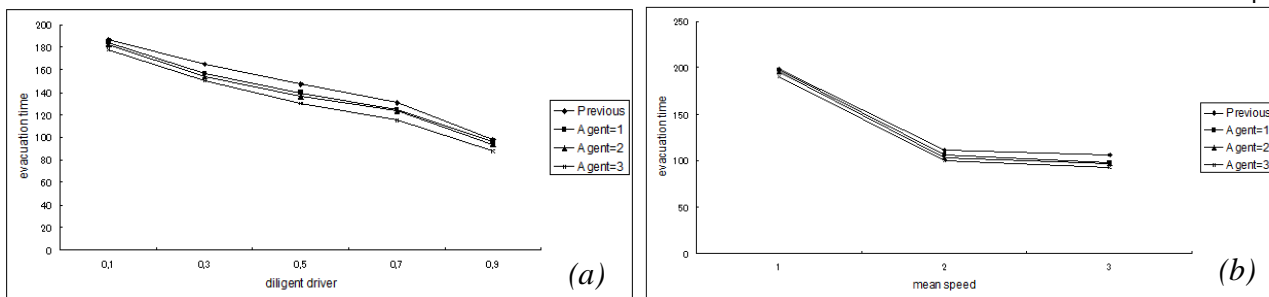 200
180
160
140
120
100
80
60
40
20
0
evacuation time
0,1 0,3 0,5 0,7 0,9
diligent driver
Previous
Agent=1
Agent=2
Agent=3
(a)
250
200
150
100
50
0
evacuation time
1 2 3
mean speed
Previous
Agent=1
Agent=2
Agent=3
(b)